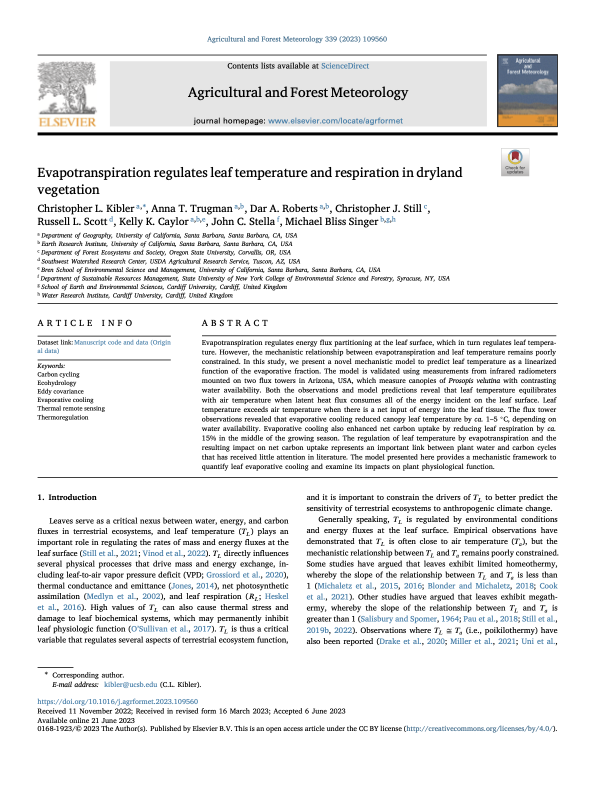 Agricultural and Forest Meteorology 339 (2023) 109560
Contents lists available at ScienceDirect
Agricultural and Forest Meteorology
journal homepage: www.elsevier.com/locate/agrformet
ELSEVIER
Agricultural
and
Forest Meteorology
Check for
updates
Evapotranspiration regulates leaf temperature and respiration in dryland
vegetation
Christopher L. Kibler a,*, Anna T. Trugman a,b, Dar A. Roberts a,b, Christopher J. Still c,
Russell L. Scott d, Kelly K. Caylor a,b,e, John C. Stella f, Michael Bliss Singer b,g,h
a Department of Geography, University of California, Santa Barbara, Santa Barbara, CA, USA
b Earth Research Institute, University of California, Santa Barbara, Santa Barbara, CA, USA
c Department of Forest Ecosystems and Society, Oregon State University, Corvallis, OR, USA
d Southwest Watershed Research Center, USDA Agricultural Research Service, Tuscon, AZ, USA
e Bren School of Environmental Science and Management, University of California, Santa Barbara, Santa Barbara, CA, USA
f Department of Sustainable Resources Management, State University of New York College of Environmental Science and Forestry, Syracuse, NY, USA
g School of Earth and Environmental Sciences, Cardiff University, Cardiff, United Kingdom
h Water Research Institute, Cardiff University, Cardiff, United Kingdom
ARTICLE INFO
Dataset link: Manuscript code and data (Origin
al data)
Keywords:
Carbon cycling
Ecohydrology
Eddy covariance
Evaporative cooling
Thermal remote sensing
Thermoregulation
ABSTRACT
Evapotranspiration regulates energy flux partitioning at the leaf surface, which in turn regulates leaf tempera-
ture. However, the mechanistic relationship between evapotranspiration and leaf temperature remains poorly
constrained. In this study, we present a novel mechanistic model to predict leaf temperature as a linearized
function of the evaporative fraction. The model is validated using measurements from infrared radiometers
mounted on two flux towers in Arizona, USA, which measure canopies of Prosopis velutina with contrasting
water availability. Both the observations and model predictions reveal that leaf temperature equilibrates
with air temperature when latent heat flux consumes all of the energy incident on the leaf surface. Leaf
temperature exceeds air temperature when there is a net input of energy into the leaf tissue. The flux tower
observations revealed that evaporative cooling reduced canopy leaf temperature by ca. 1–5 °C, depending on
water availability. Evaporative cooling also enhanced net carbon uptake by reducing leaf respiration by ca.
15% in the middle of the growing season. The regulation of leaf temperature by evapotranspiration and the
resulting impact on net carbon uptake represents an important link between plant water and carbon cycles
that has received little attention in literature. The model presented here provides a mechanistic framework to
quantify leaf evaporative cooling and examine its impacts on plant physiological function.
1. Introduction
Leaves serve as a critical nexus between water, energy, and carbon
fluxes in terrestrial ecosystems, and leaf temperature (TL) plays an
important role in regulating the rates of mass and energy fluxes at the
leaf surface (Still et al., 2021; Vinod et al., 2022). TL directly influences
several physical processes that drive mass and energy exchange, in-
cluding leaf-to-air vapor pressure deficit (VPD; Grossiord et al., 2020),
thermal conductance and emittance (Jones, 2014), net photosynthetic
assimilation (Medlyn et al., 2002), and leaf respiration (RL; Heskel
et al., 2016). High values of TL can also cause thermal stress and
damage to leaf biochemical systems, which may permanently inhibit
leaf physiologic function (O'Sullivan et al., 2017). TL is thus a critical
variable that regulates several aspects of terrestrial ecosystem function,
and it is important to constrain the drivers of TL to better predict the
sensitivity of terrestrial ecosystems to anthropogenic climate change.
Generally speaking, TL is regulated by environmental conditions
and energy fluxes at the leaf surface. Empirical observations have
demonstrated that TL is often close to air temperature (Ta), but the
mechanistic relationship between TL and Ta remains poorly constrained.
Some studies have argued that leaves exhibit limited homeothermy,
whereby the slope of the relationship between TL and Ta is less than
1 (Michaletz et al., 2015, 2016; Blonder and Michaletz, 2018; Cook
et al., 2021). Other studies have argued that leaves exhibit megath-
ermy, whereby the slope of the relationship between TL and Ta is
greater than 1 (Salisbury and Spomer, 1964; Pau et al., 2018; Still et al.,
2019b, 2022). Observations where TL ≅ Ta (i.e., poikilothermy) have
also been reported (Drake et al., 2020; Miller et al., 2021; Uni et al.,
* Corresponding author.
E-mail address: kibler@ucsb.edu (C.L. Kibler).
https://doi.org/10.1016/j.agrformet.2023.109560
Received 11 November 2022; Received in revised form 16 March 2023; Accepted 6 June 2023
Available online 21 June 2023
0168-1923/© 2023 The Author(s). Published by Elsevier B.V. This is an open access article under the CC BY license (http://creativecommons.org/licenses/by/4.0/).